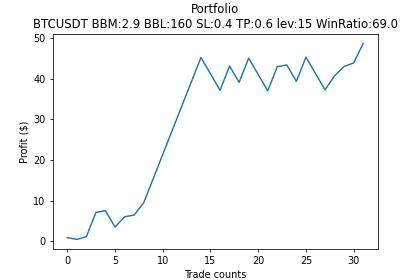 Portfolio
BTCUSDT BBM:2.9 BBL:160 SL:0.4 TP:0.6 lev:15 WinRatio:69.0
50
40
30
20
10
0
Profit ($)
0 5 10 15 20 25 30
Trade counts